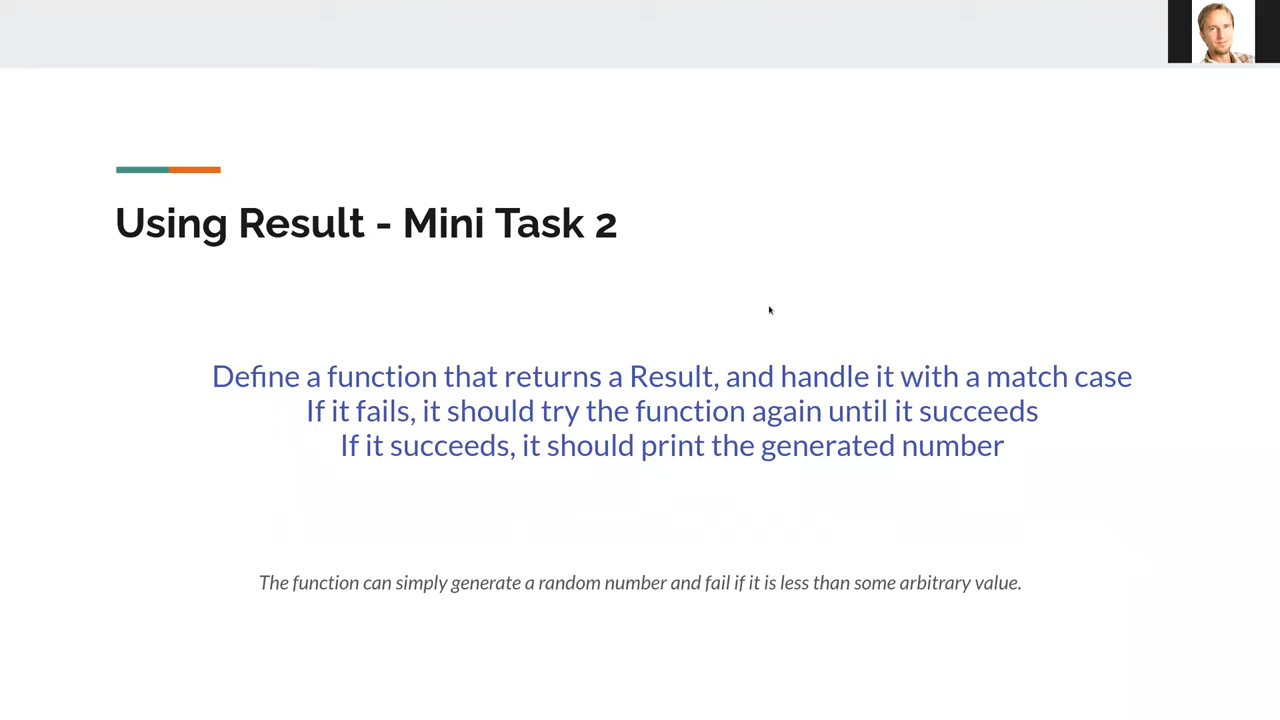 Using Result - Mini Task 2
Define a function that returns a Result, and handle it with a match case
If it fails, it should try the function again until it succeeds
If it succeeds, it should print the generated number
The function can simply generate a random number and fail if it is less than some arbitrary value.